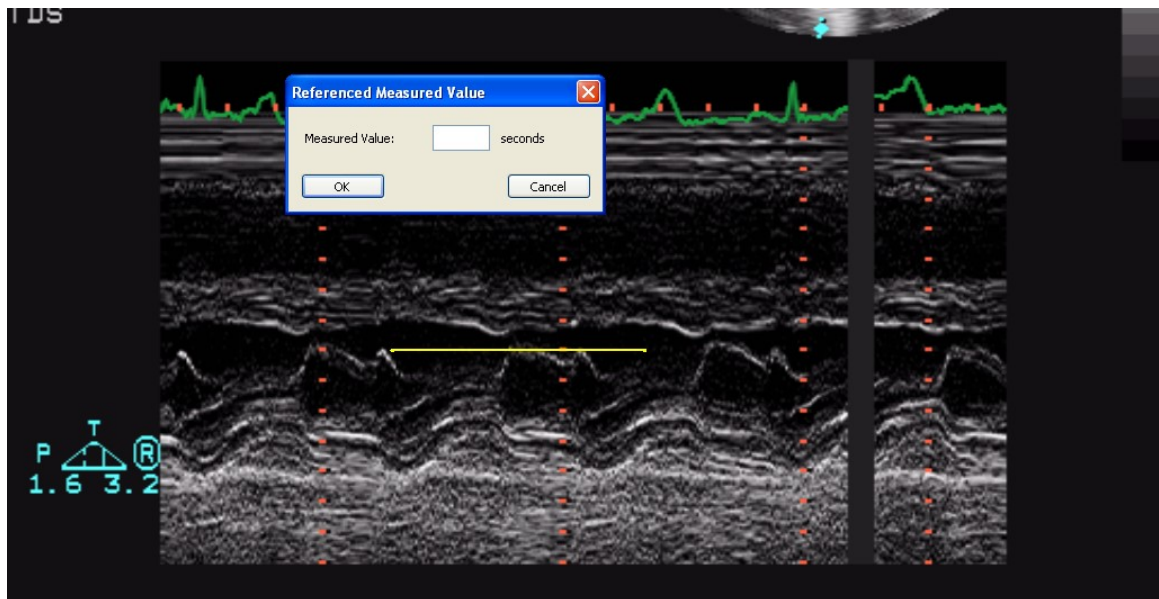 TDS
Referenced Measured Value
Measured Value: seconds
OK Cancel
T
P R
1.6 3.2